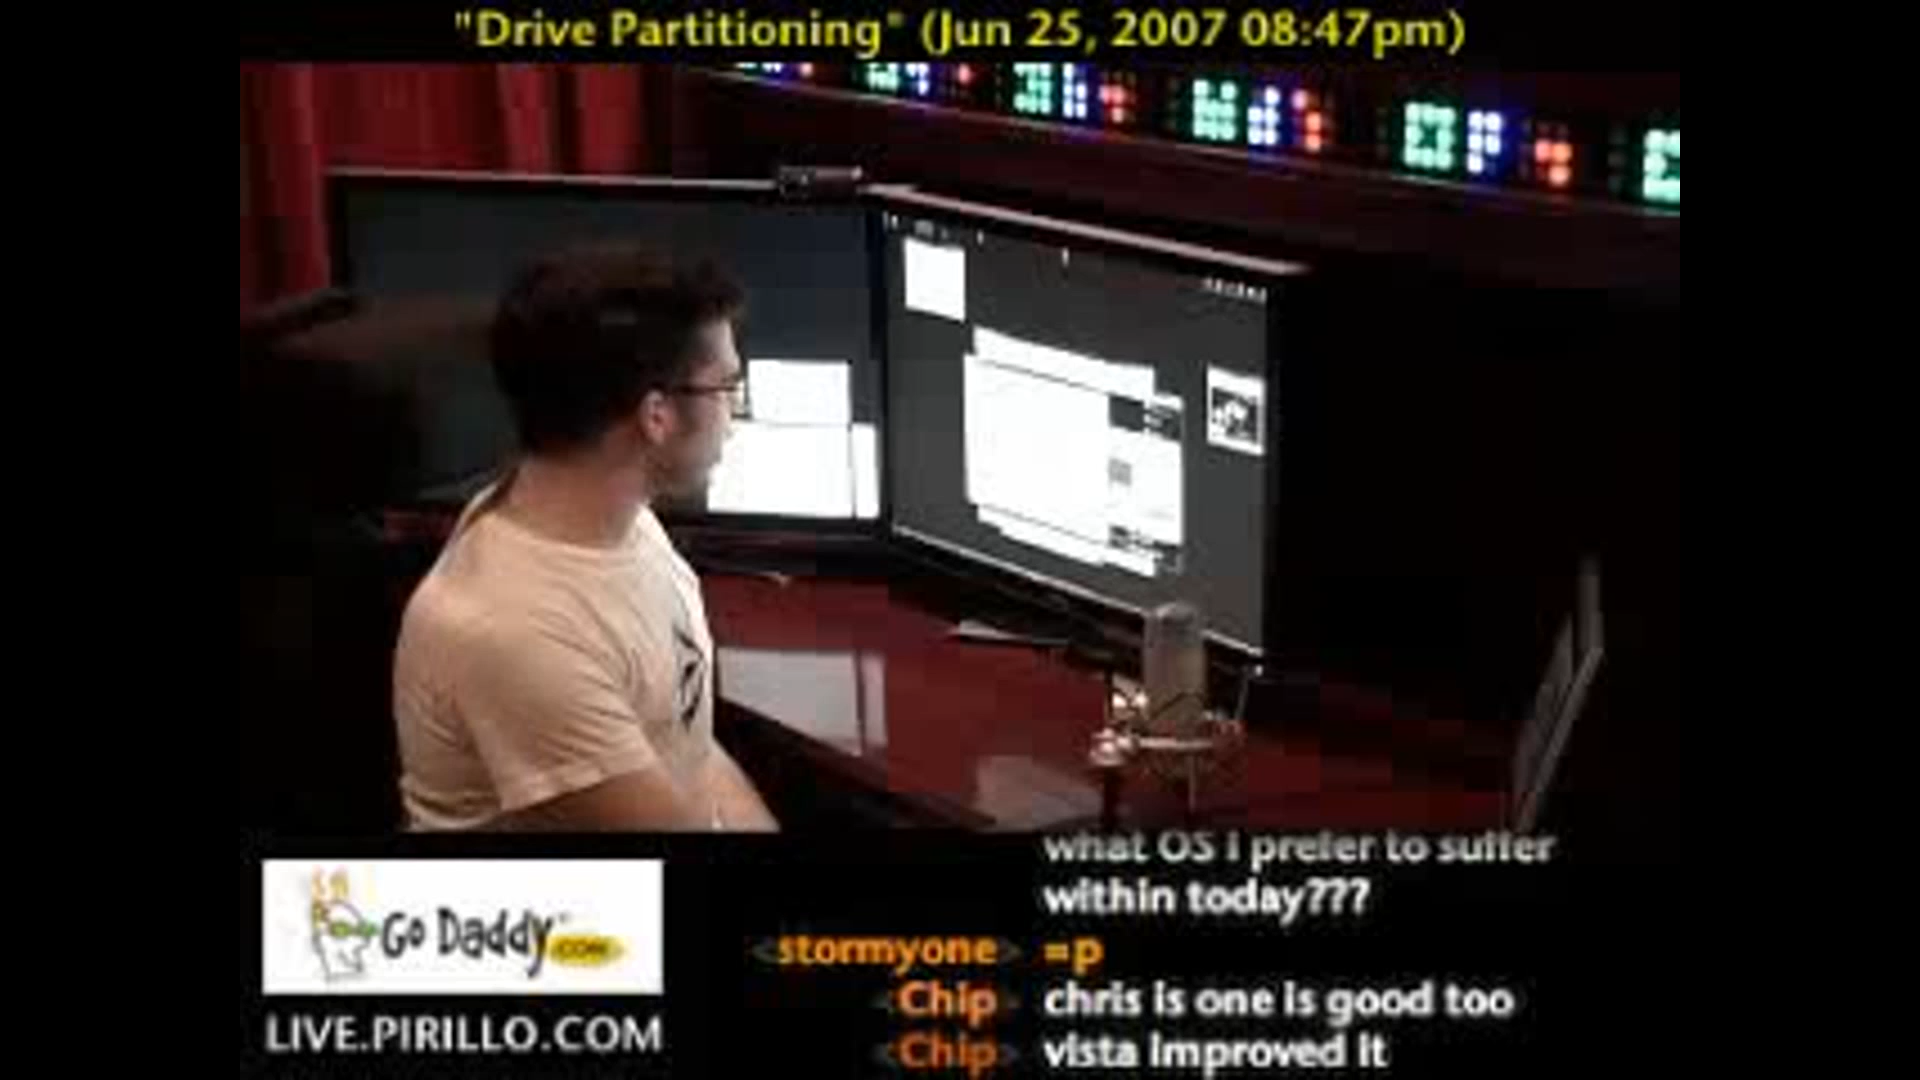 "Drive Partitioning" (Jun 25, 2007 08:47pm)
what OS I prefer to suffer
within today???
<stormyone> =p
<Chip> chris is one is good too
<Chip> vista improved it
Go Daddy.COM
LIVE.PIRILLO.COM